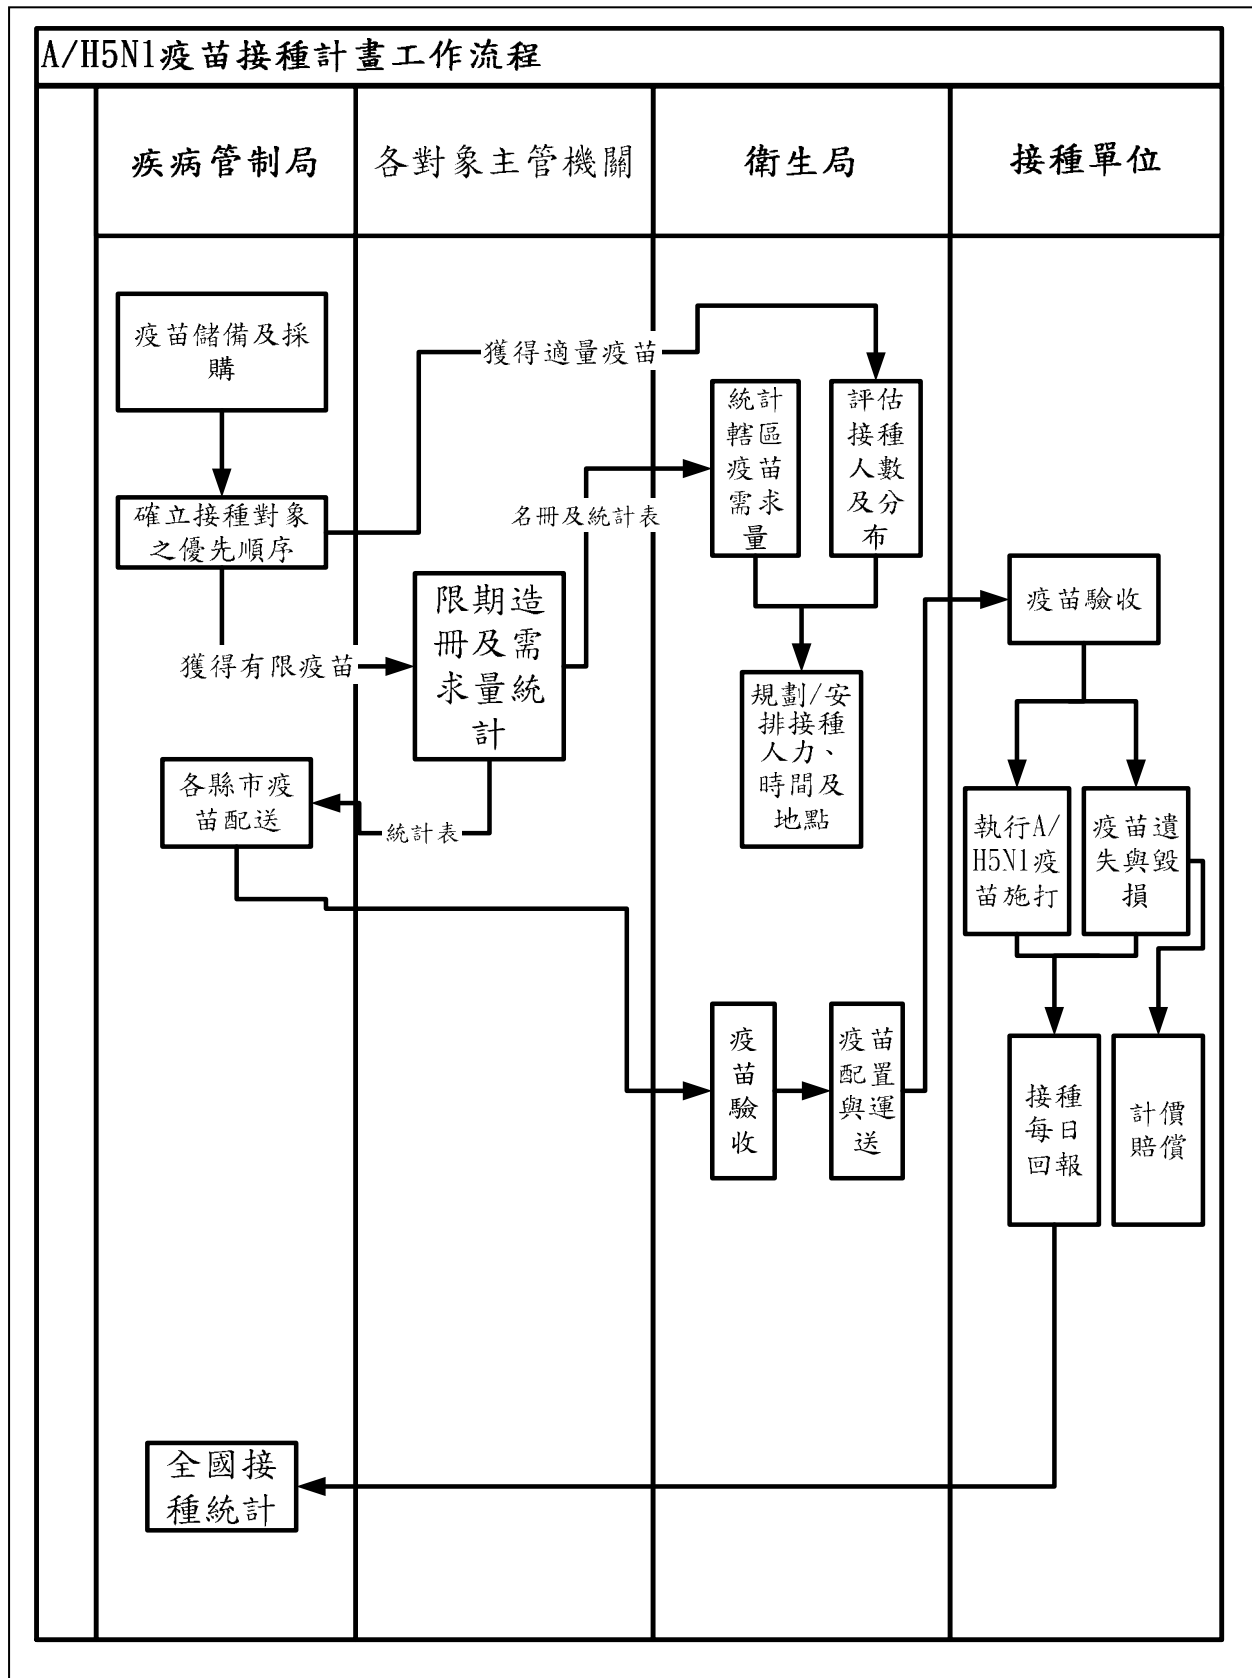 A/H5N1疫苗接種計畫工作流程
疾病管制局
各對象主管機關
衛生局
接種單位
疫苗儲備及採
購
獲得適量疫苗
統計
轄區
疫苗
需求
量
評估
接種
人數
及分
布
確立接種對象
之優先順序
名冊及統計表
限期造
冊及需
求量統
計
疫苗驗收
獲得有限疫苗
規劃/安
排接種
人力、
時間及
地點
各縣市疫
苗配送
統計表
執行A/
H5N1疫
苗施打
疫苗遺
失與毀
損
疫
苗
驗
收
疫苗
配置
與運
送
接種
每日
回報
計價
賠償
全國接
種統計